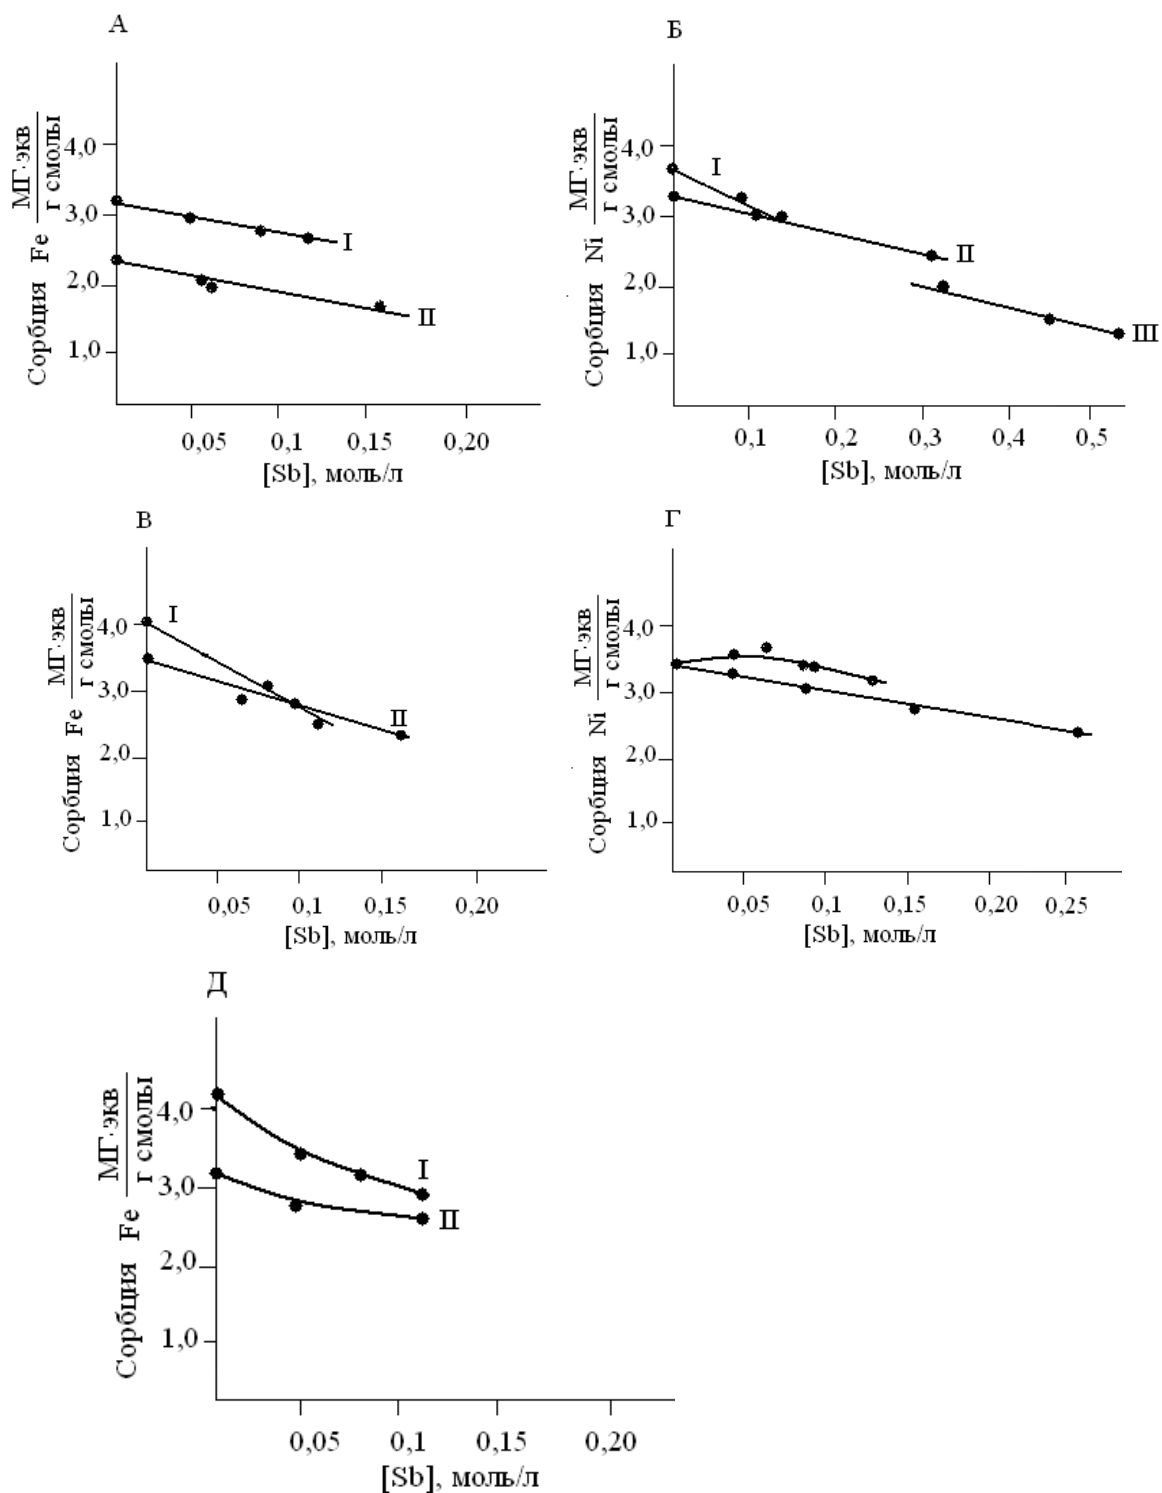 А
Сорбция Fe МГ·экв
г смолы
4,0
3,0
2,0
1,0
I
II
0,05 0,1 0,15 0,20
[Sb], моль/л
Б
Сорбция Ni МГ·экв
г смолы
4,0
3,0
2,0
1,0
I
II
III
0,1 0,2 0,3 0,4 0,5
[Sb], моль/л
В
Сорбция Fe МГ·экв
г смолы
4,0
3,0
2,0
1,0
I
II
0,05 0,1 0,15 0,20
[Sb], моль/л
Г
Сорбция Ni МГ·экв
г смолы
4,0
3,0
2,0
1,0
0,05 0,1 0,15 0,20 0,25
[Sb], моль/л
Д
Сорбция Fe МГ·экв
г смолы
4,0
3,0
2,0
1,0
I
II
0,05 0,1 0,15 0,20
[Sb], моль/л